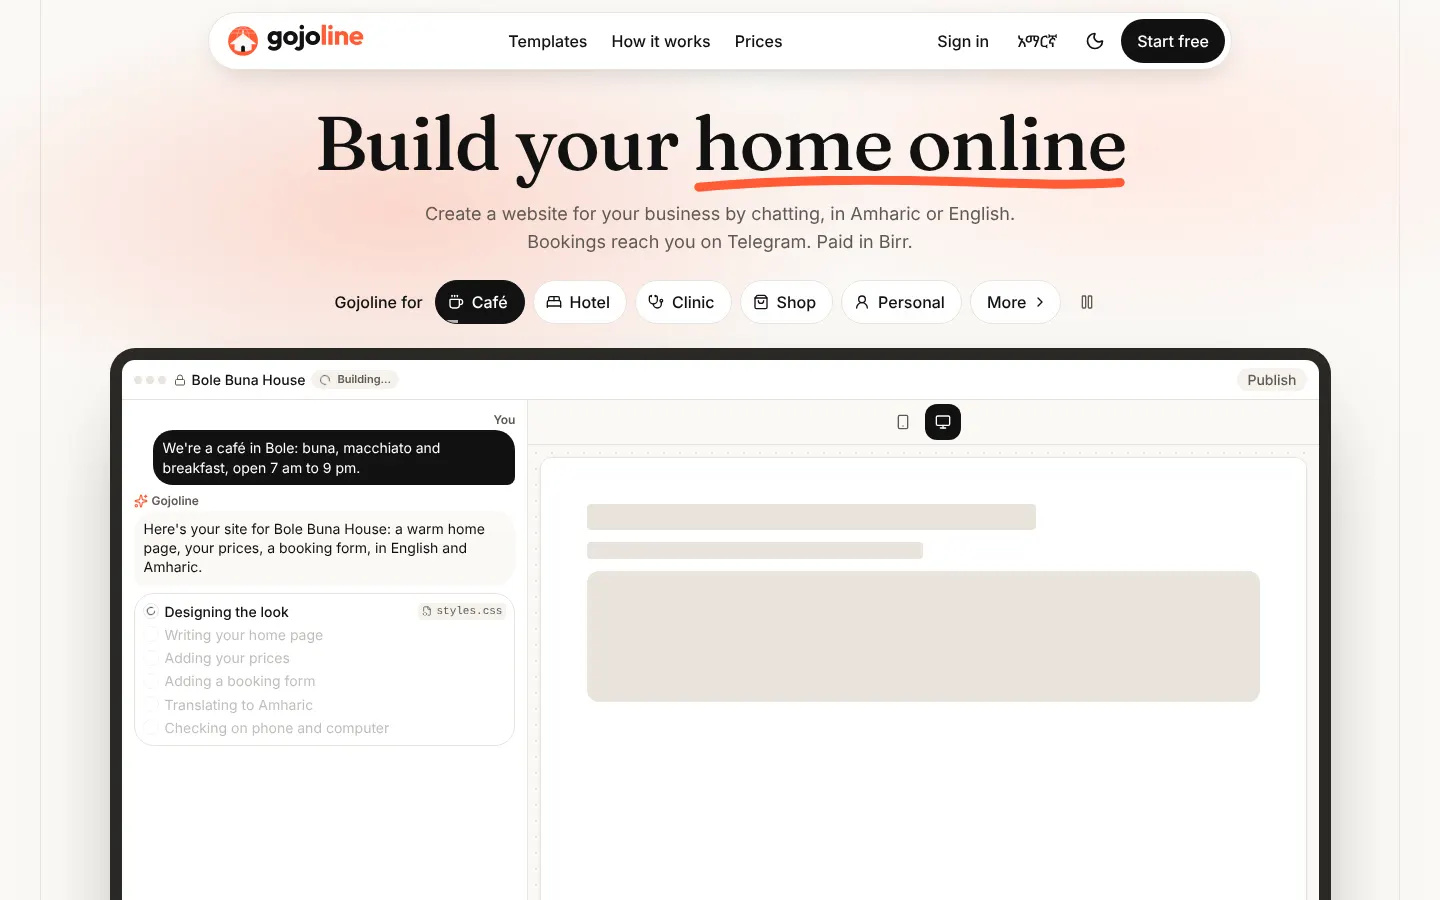 gojoline
Templates
How it works
Prices
Sign in
አማርኛ
Start free
Build your home online
Create a website for your business by chatting, in Amharic or English.
Bookings reach you on Telegram. Paid in Birr.
Gojoline for
Café
Hotel
Clinic
Shop
Personal
More
Bole Buna House
Building...
Publish
You
We're a café in Bole: buna, macchiato and
breakfast, open 7 am to 9 pm.
Gojoline
Here's your site for Bole Buna House: a warm home
page, your prices, a booking form, in English and
Amharic.
Designing the look
styles.css
Writing your home page
Adding your prices
Adding a booking form
Translating to Amharic
Checking on phone and computer